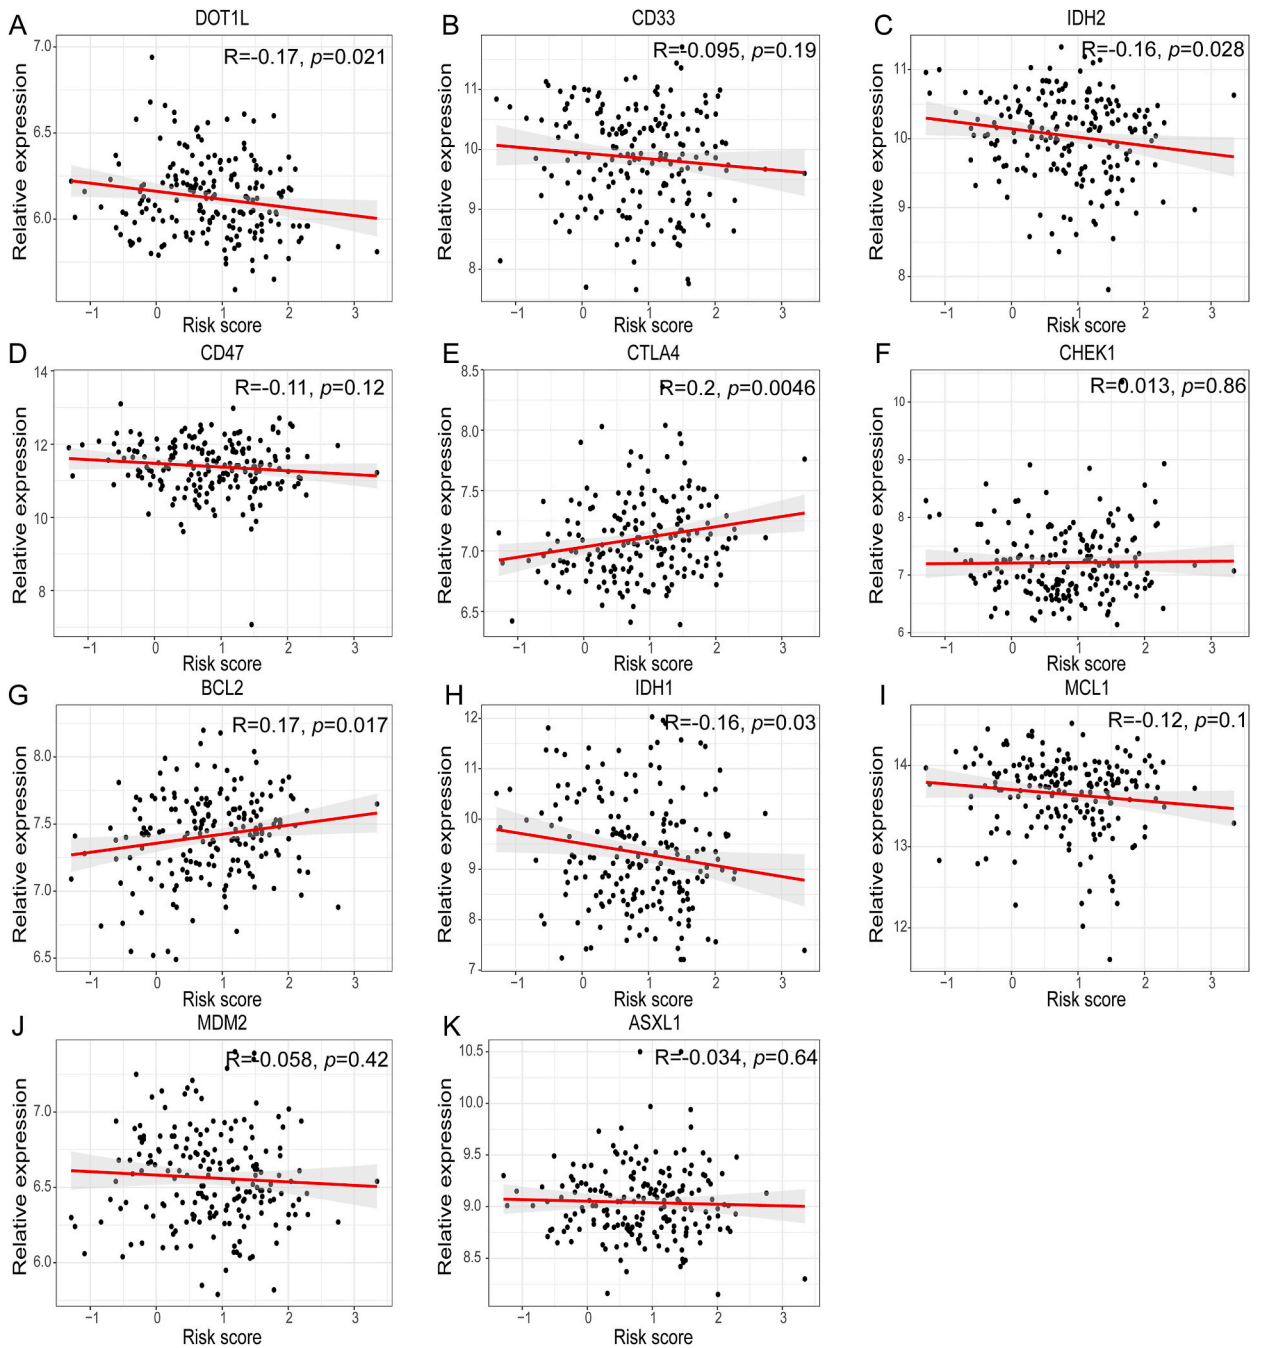 A
DOT1L
R=-0.17, p=0.021
Relative expression
7.0
6.5
6.0
−1 0 1 2 3
Risk score
B
CD33
R=-0.095, p=0.19
Relative expression
11
10
9
8
−1 0 1 2 3
Risk score
C
IDH2
R=-0.16, p=0.028
Relative expression
11
10
9
8
−1 0 1 2 3
Risk score
D
CD47
R=-0.11, p=0.12
Relative expression
14
12
10
8
−1 0 1 2 3
Risk score
E
CTLA4
R=0.2, p=0.0046
Relative expression
8.5
8.0
7.5
7.0
6.5
−1 0 1 2 3
Risk score
F
CHEK1
R=0.013, p=0.86
Relative expression
10
9
8
7
6
−1 0 1 2 3
Risk score
G
BCL2
R=0.17, p=0.017
Relative expression
8.0
7.5
7.0
6.5
−1 0 1 2 3
Risk score
H
IDH1
R=-0.16, p=0.03
Relative expression
12
11
10
9
8
7
−1 0 1 2 3
Risk score
I
MCL1
R=-0.12, p=0.1
Relative expression
14
13
12
−1 0 1 2 3
Risk score
J
MDM2
R=-0.058, p=0.42
Relative expression
7.0
6.5
6.0
−1 0 1 2 3
Risk score
K
ASXL1
R=-0.034, p=0.64
Relative expression
10.5
10.0
9.5
9.0
8.5
−1 0 1 2 3
Risk score